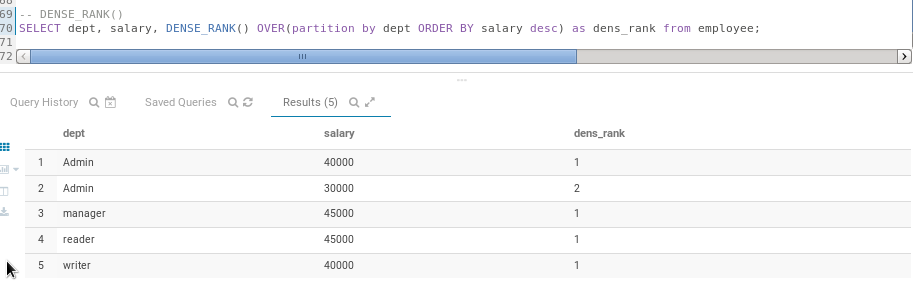 68
69 -- DENSE_RANK()
70 SELECT dept, salary, DENSE_RANK() OVER(partition by dept ORDER BY salary desc) as dens_rank from employee;
71
72
Query History Saved Queries Results (5)
dept salary dens_rank
1 Admin 40000 1
2 Admin 30000 2
3 manager 45000 1
4 reader 45000 1
5 writer 40000 1